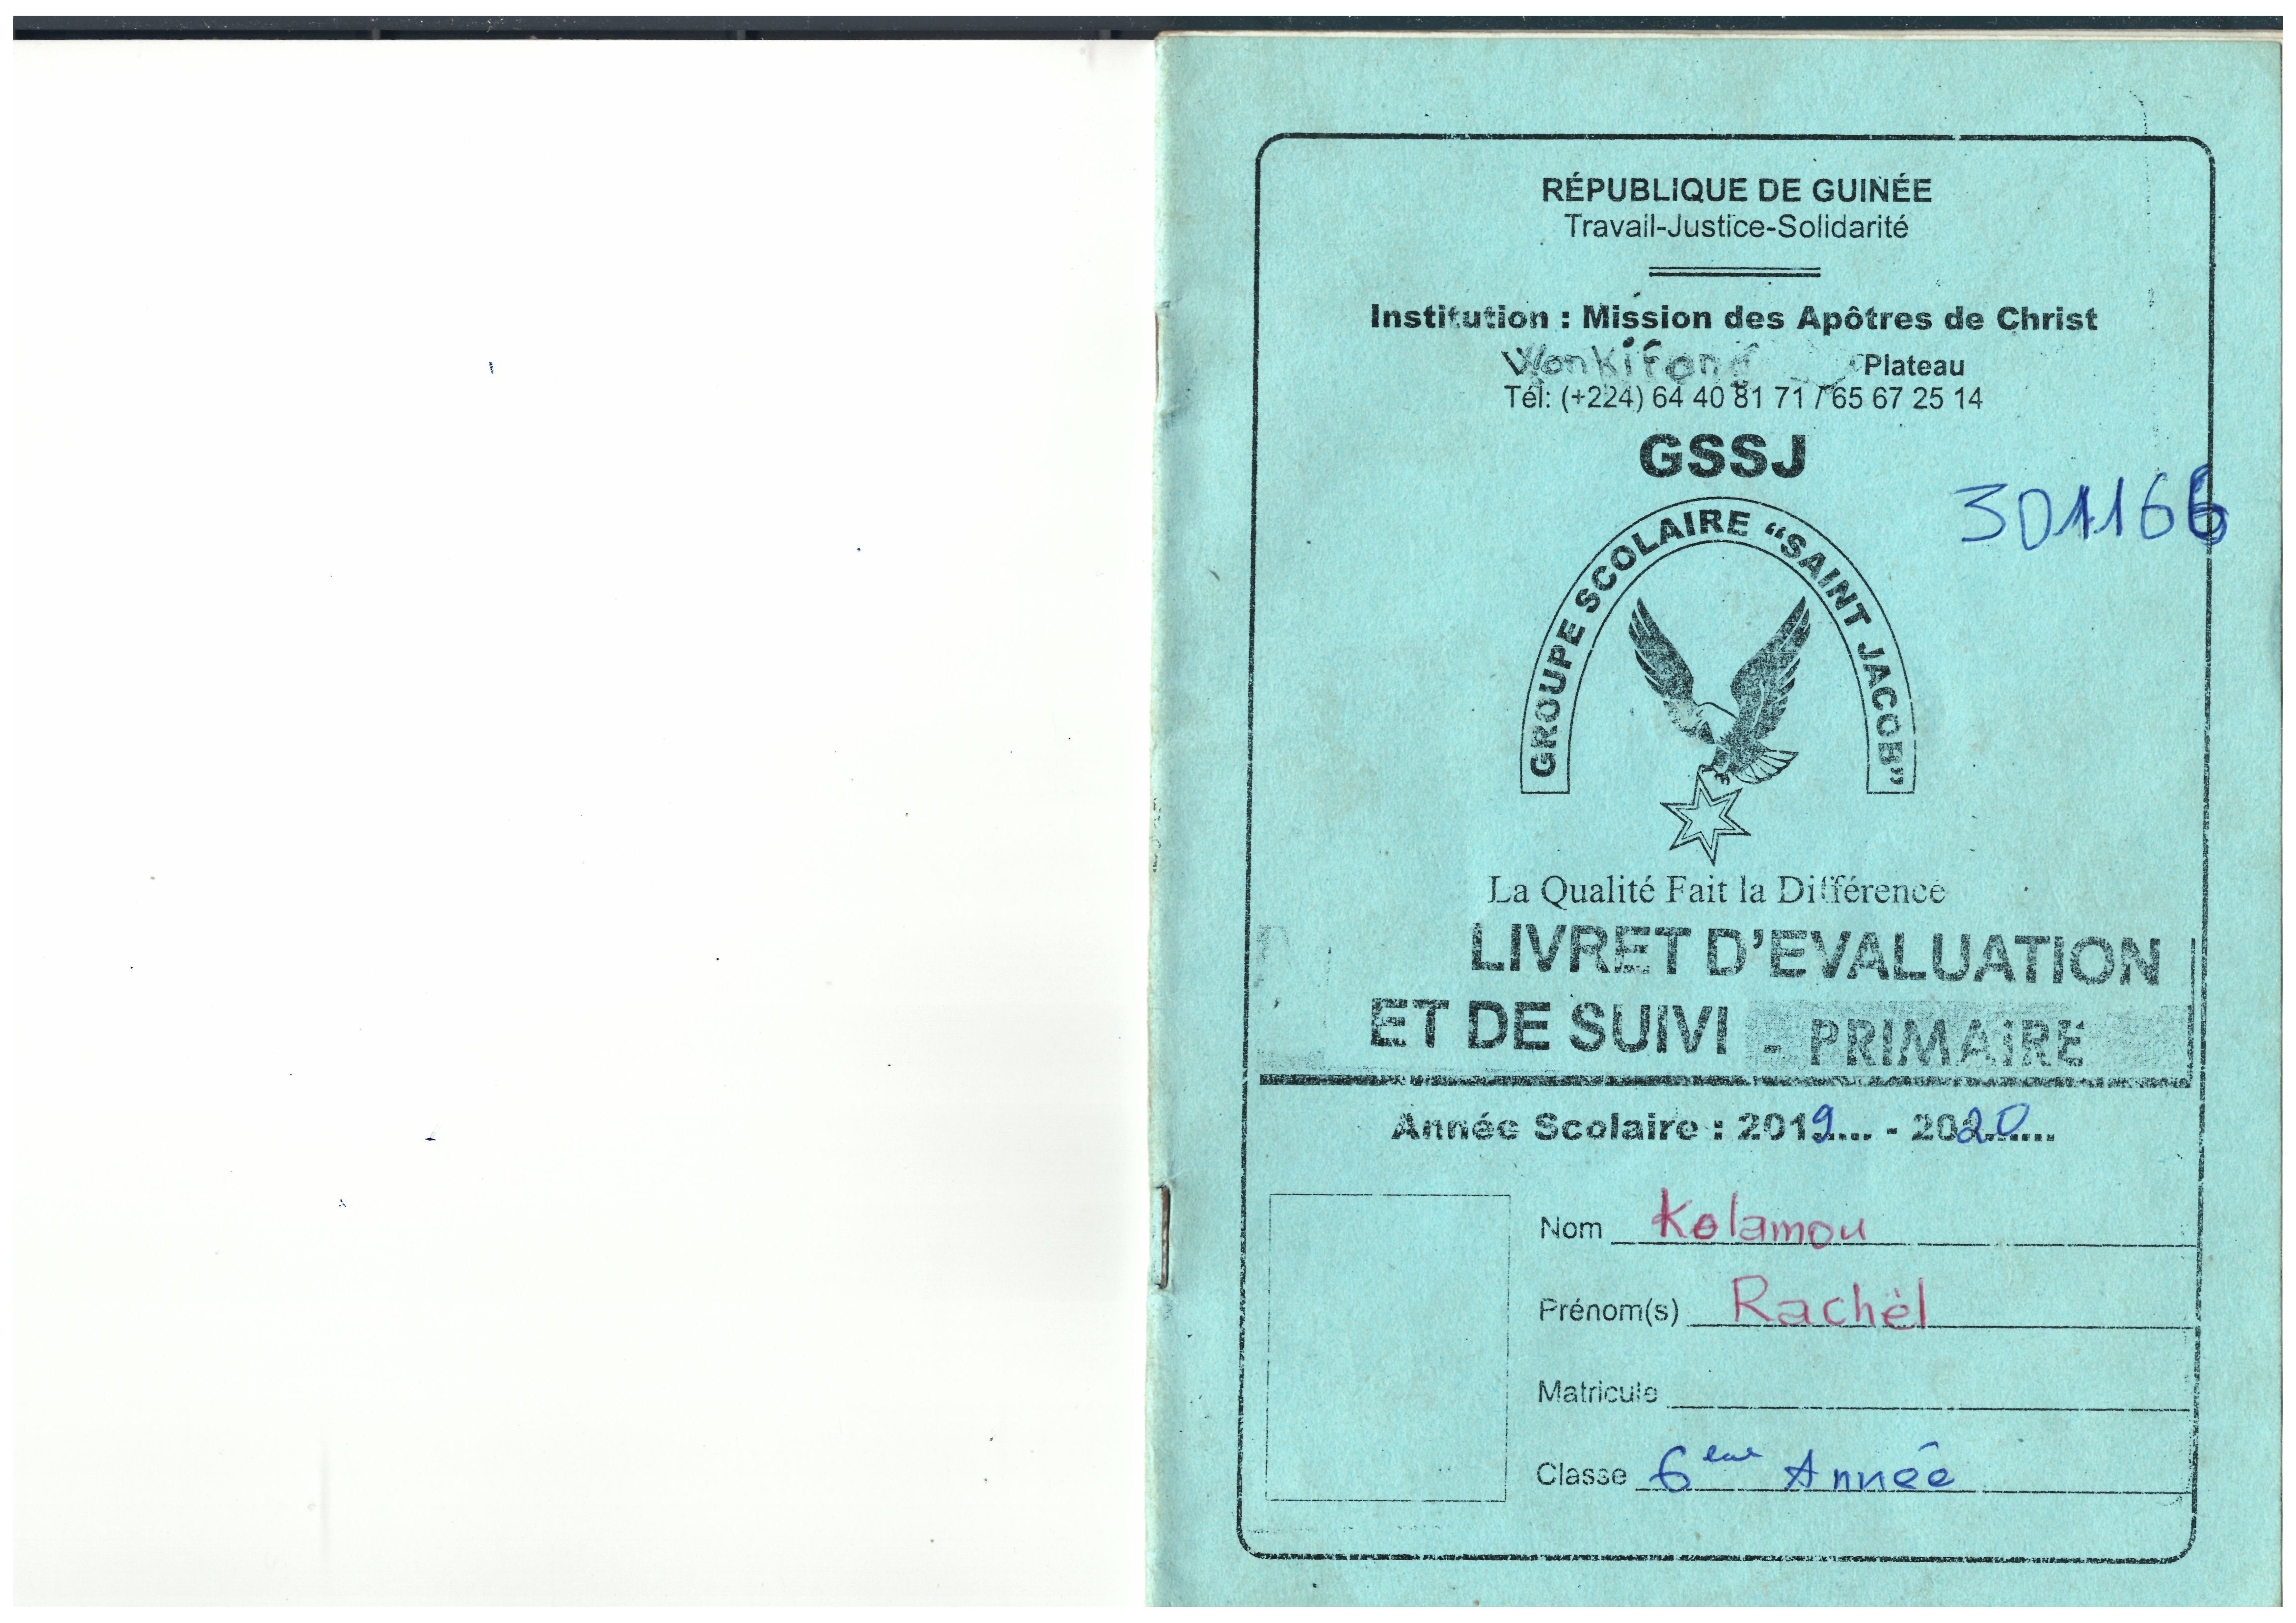 RÉPUBLIQUE DE GUINÉE
Travail-Justice-Solidarité
Institution : Mission des Apôtres de Christ
Wonkifong Plateau
Tél: (+224) 64 40 81 71 / 65 67 25 14
GSSJ
301166
GROUPE SCOLAIRE “SAINT JACOB”
La Qualité Fait la Différence
LIVRET D’EVALUATION
ET DE SUIVI - PRIMAIRE
Année Scolaire : 2019.... - 2020.......
Nom Kolamou
Prénom(s) Rachël
Matricule
Classe 6ème Année